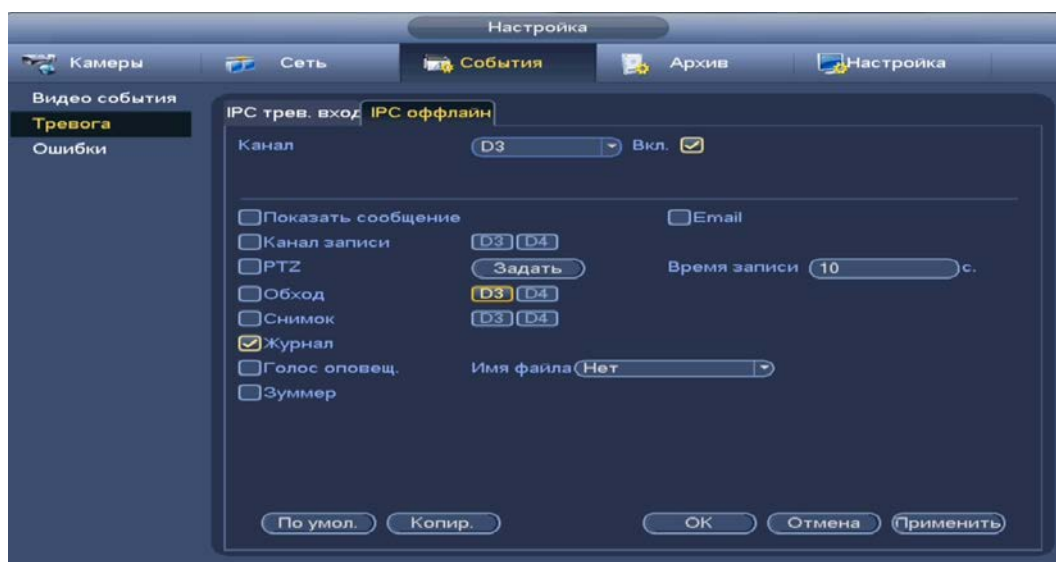 Настройка
Камеры Сеть События Архив Настройка
Видео события
Тревога
Ошибки
IPC трев. вход IPC оффлайн
Канал D3 Вкл.
Показать сообщение Email
Канал записи D3 D4
PTZ Задать Время записи 10 с.
Обход D3 D4
Снимок D3 D4
Журнал
Голос оповещ. Имя файла Нет
Зуммер
По умол. Копир. ОК Отмена Применить